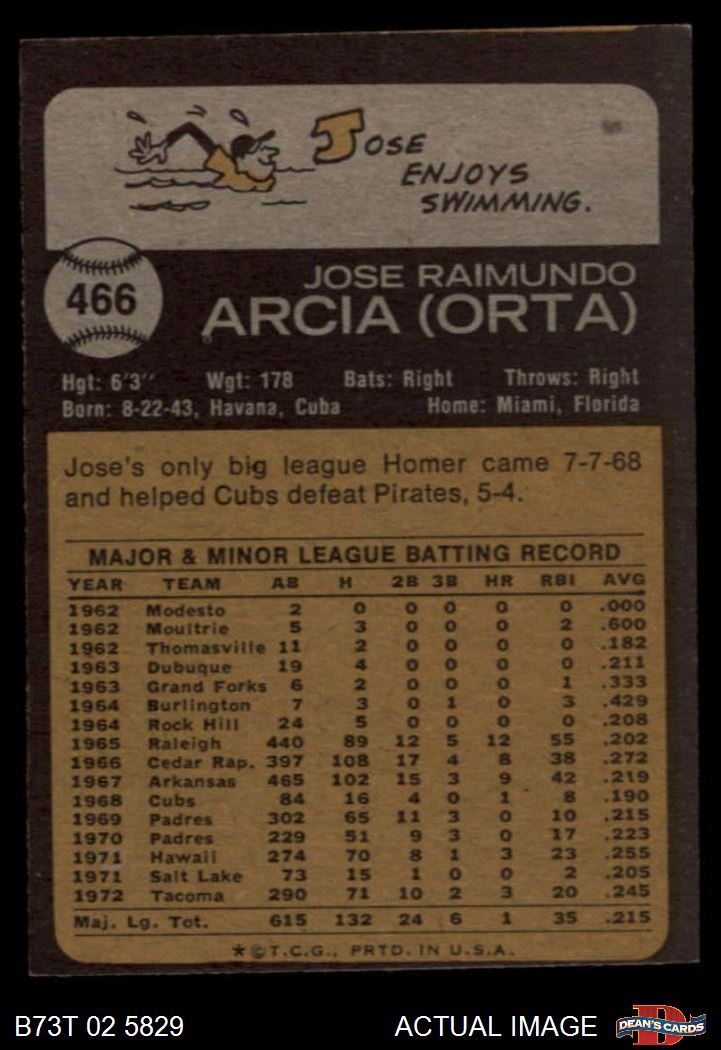 JOSE
ENJOYS
SWIMMING.
466
JOSE RAIMUNDO
ARCIA (ORTA)
Hgt: 6'3" Wgt: 178 Bats: Right Throws: Right
Born: 8-22-43, Havana, Cuba Home: Miami, Florida
Jose's only big league Homer came 7-7-68
and helped Cubs defeat Pirates, 5-4.
MAJOR & MINOR LEAGUE BATTING RECORD
YEAR TEAM AB H 2B 3B HR RBI AVG
1962 Modesto 2 0 0 0 0 0 .000
1962 Moultrie 5 3 0 0 0 2 .600
1962 Thomasville 11 2 0 0 0 0 .182
1963 Dubuque 19 4 0 0 0 0 .211
1963 Grand Forks 6 2 0 0 0 1 .333
1964 Burlington 7 3 0 1 0 3 .429
1964 Rock Hill 24 5 0 0 0 0 .208
1965 Raleigh 440 89 12 5 12 55 .202
1966 Cedar Rap. 397 108 17 4 8 38 .272
1967 Arkansas 465 102 15 3 9 42 .219
1968 Cubs 84 16 4 0 1 8 .190
1969 Padres 302 65 11 3 0 10 .215
1970 Padres 229 51 9 3 0 17 .223
1971 Hawaii 274 70 8 1 3 23 .255
1971 Salt Lake 73 15 1 0 0 2 .205
1972 Tacoma 290 71 10 2 3 20 .245
Maj. Lg. Tot. 615 132 24 6 1 35 .215
*©T.C.G., PRTD. IN U.S.A.
B73T 02 5829 ACTUAL IMAGE
D
DEAN'S CARDS